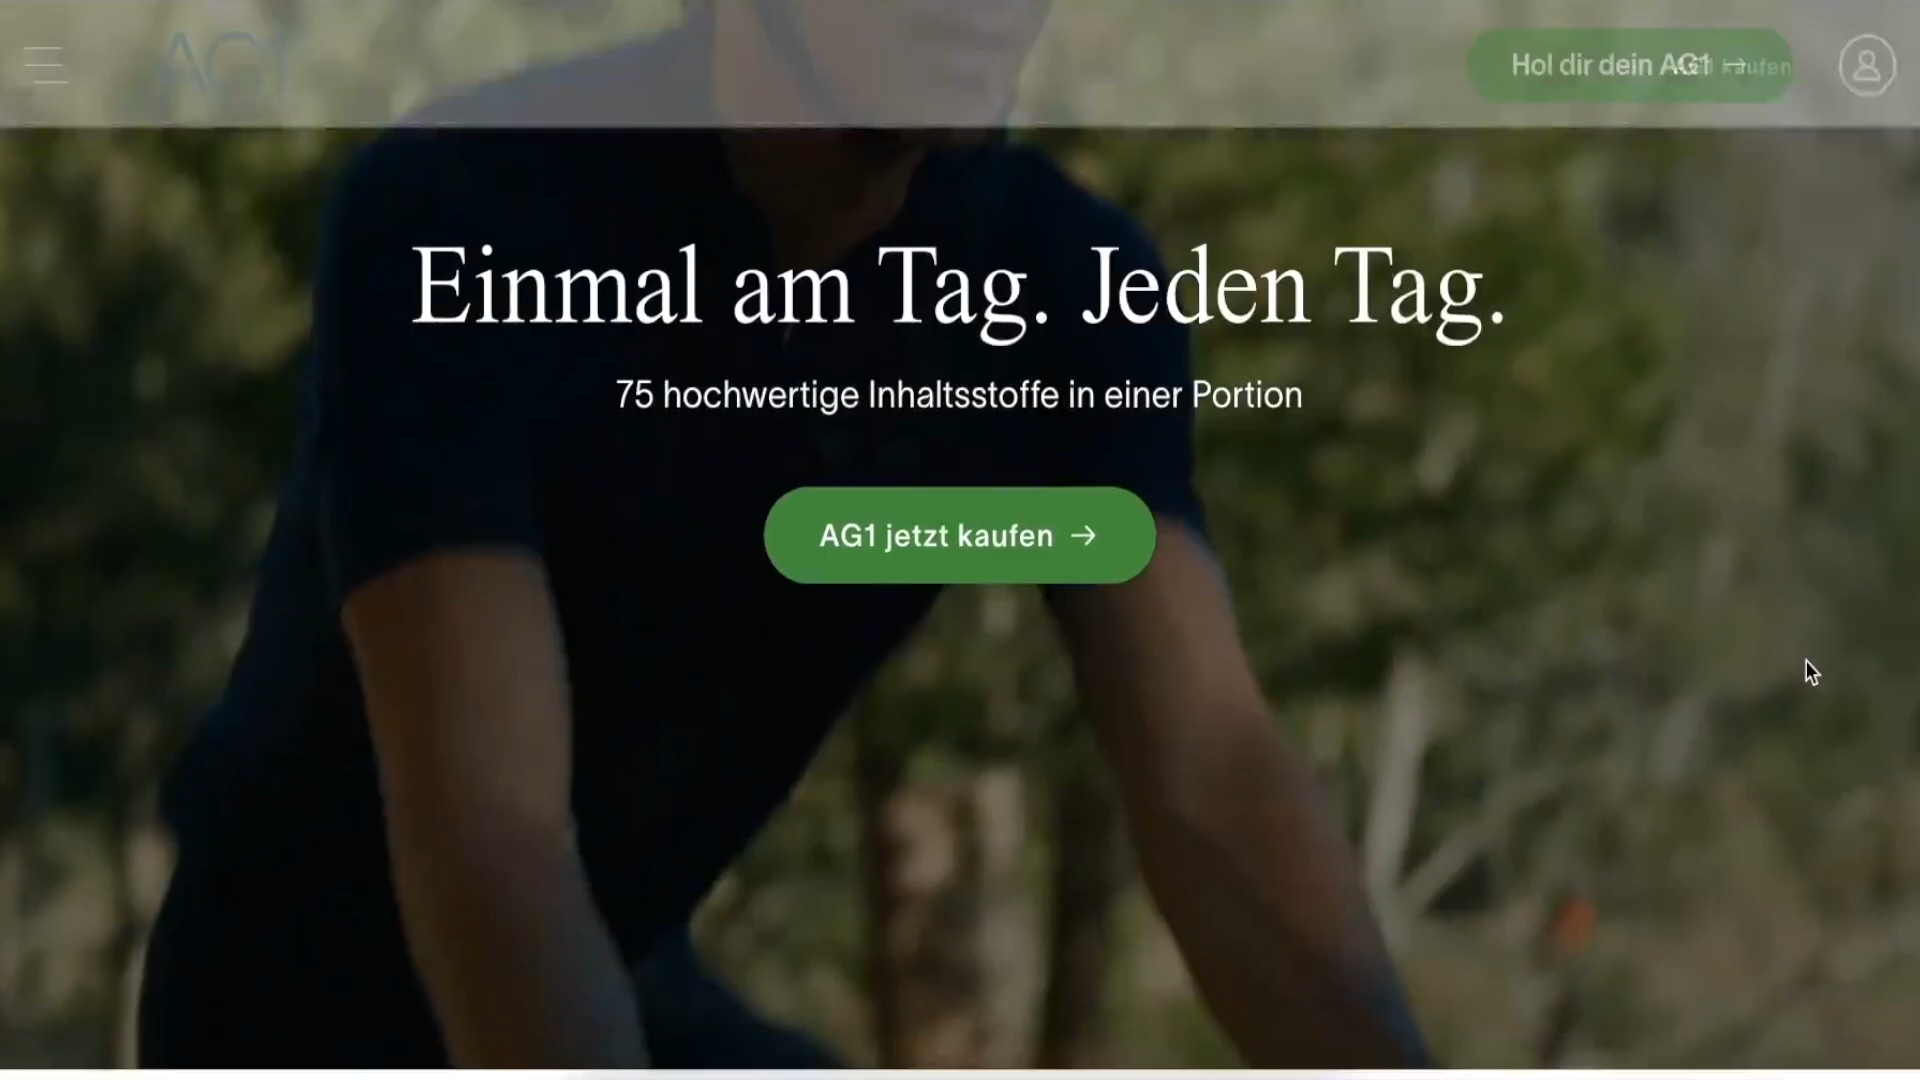 AG1
Hol dir dein AG1 →
kaufen
Einmal am Tag. Jeden Tag.
75 hochwertige Inhaltsstoffe in einer Portion
AG1 jetzt kaufen →